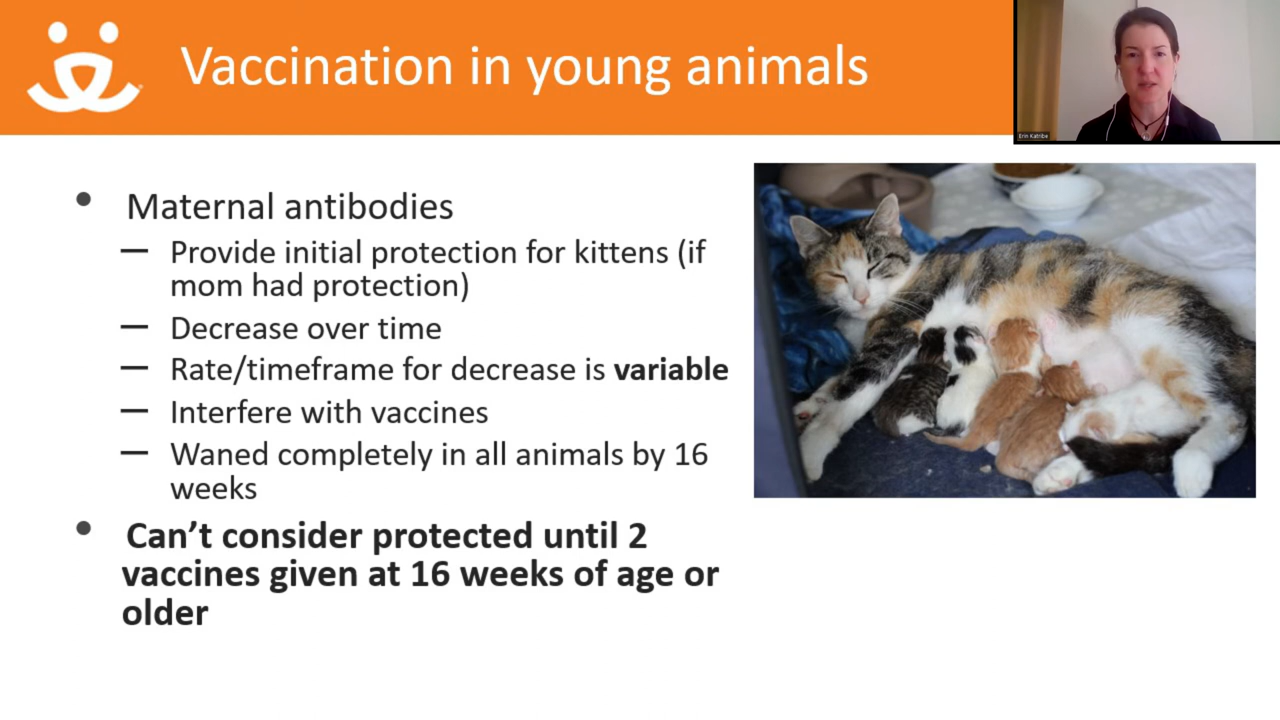 Vaccination in young animals
Erin Katribe
• Maternal antibodies
— Provide initial protection for kittens (if
mom had protection)
— Decrease over time
— Rate/timeframe for decrease is variable
— Interfere with vaccines
— Waned completely in all animals by 16
weeks
• Can’t consider protected until 2
vaccines given at 16 weeks of age or
older